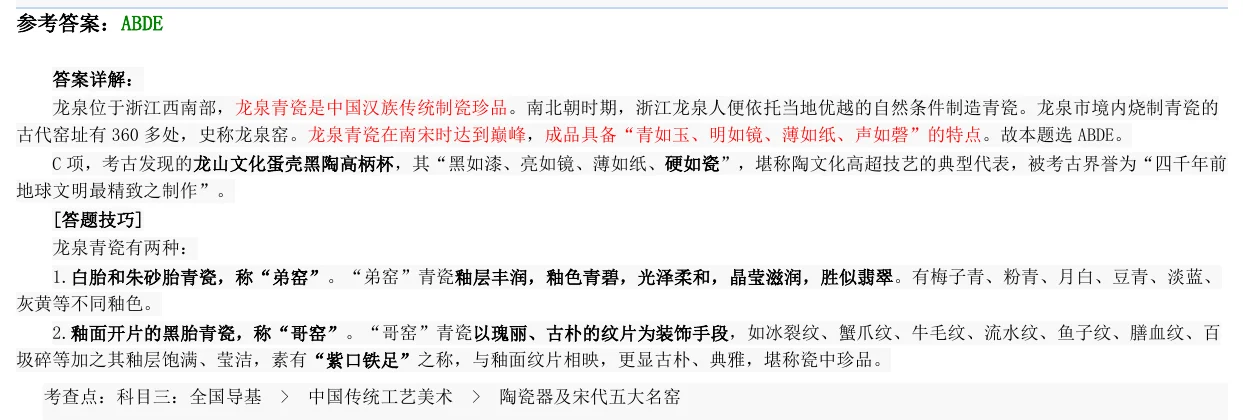 参考答案：ABDE
答案详解：
龙泉位于浙江西南部，龙泉青瓷是中国汉族传统制瓷珍品。南北朝时期，浙江龙泉人便依托当地优越的自然条件制造青瓷。龙泉市境内烧制青瓷的
古代窑址有 360 多处，史称龙泉窑。龙泉青瓷在南宋时达到巅峰，成品具备“青如玉、明如镜、薄如纸、声如磬”的特点。故本题选 ABDE。
C 项，考古发现的龙山文化蛋壳黑陶高柄杯，其“黑如漆、亮如镜、薄如纸、硬如瓷”，堪称陶文化高超技艺的典型代表，被考古界誉为“四千年前
地球文明最精致之制作”。
[答题技巧]
龙泉青瓷有两种：
1.白胎和朱砂胎青瓷，称“弟窑”。“弟窑”青瓷釉层丰润，釉色青碧，光泽柔和，晶莹滋润，胜似翡翠。有梅子青、粉青、月白、豆青、淡蓝、
灰黄等不同釉色。
2.釉面开片的黑胎青瓷，称“哥窑”。“哥窑”青瓷以瑰丽、古朴的纹片为装饰手段，如冰裂纹、蟹爪纹、牛毛纹、流水纹、鱼子纹、膳血纹、百
圾碎等加之其釉层饱满、莹洁，素有“紫口铁足”之称，与釉面纹片相映，更显古朴、典雅，堪称瓷中珍品。
考查点：科目三：全国导基 > 中国传统工艺美术 > 陶瓷器及宋代五大名窑